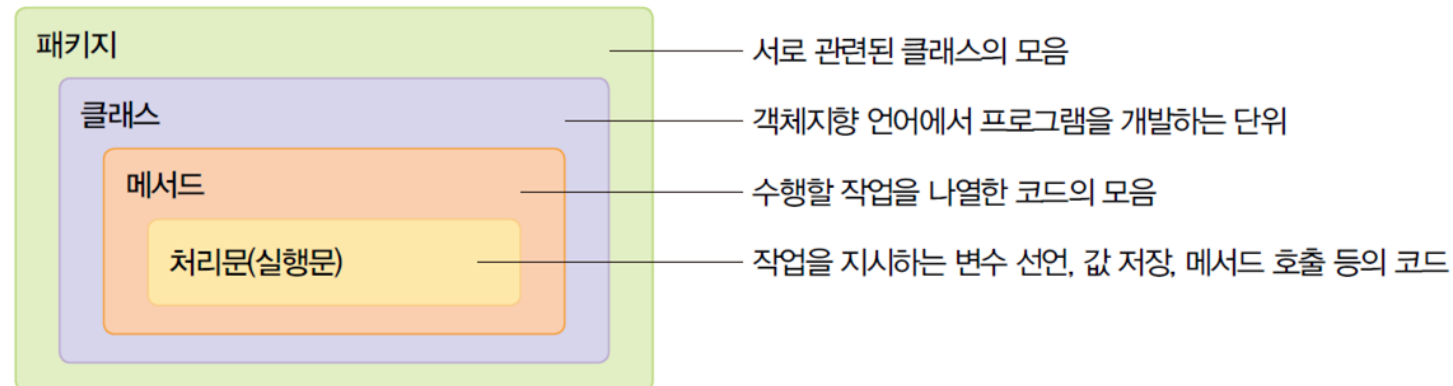 패키지
서로 관련된 클래스의 모음
클래스
객체지향 언어에서 프로그램을 개발하는 단위
메서드
수행할 작업을 나열한 코드의 모음
처리문(실행문)
작업을 지시하는 변수 선언, 값 저장, 메서드 호출 등의 코드